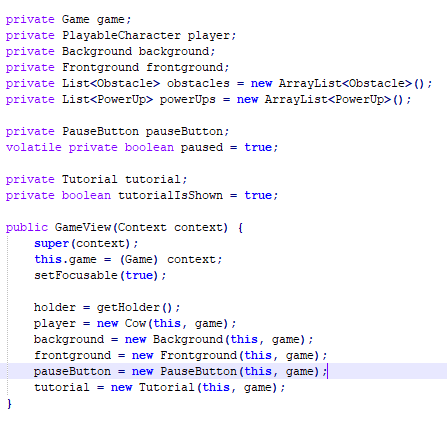 private Game game;
private PlayableCharacter player;
private Background background;
private Frontground frontground;
private List<Obstacle> obstacles = new ArrayList<Obstacle>();
private List<PowerUp> powerUps = new ArrayList<PowerUp>();
private PauseButton pauseButton;
volatile private boolean paused = true;
private Tutorial tutorial;
private boolean tutorialIsShown = true;
public GameView(Context context) {
super(context);
this.game = (Game) context;
setFocusable(true);
holder = getHolder();
player = new Cow(this, game);
background = new Background(this, game);
frontground = new Frontground(this, game);
pauseButton = new PauseButton(this, game);
tutorial = new Tutorial(this, game);
}